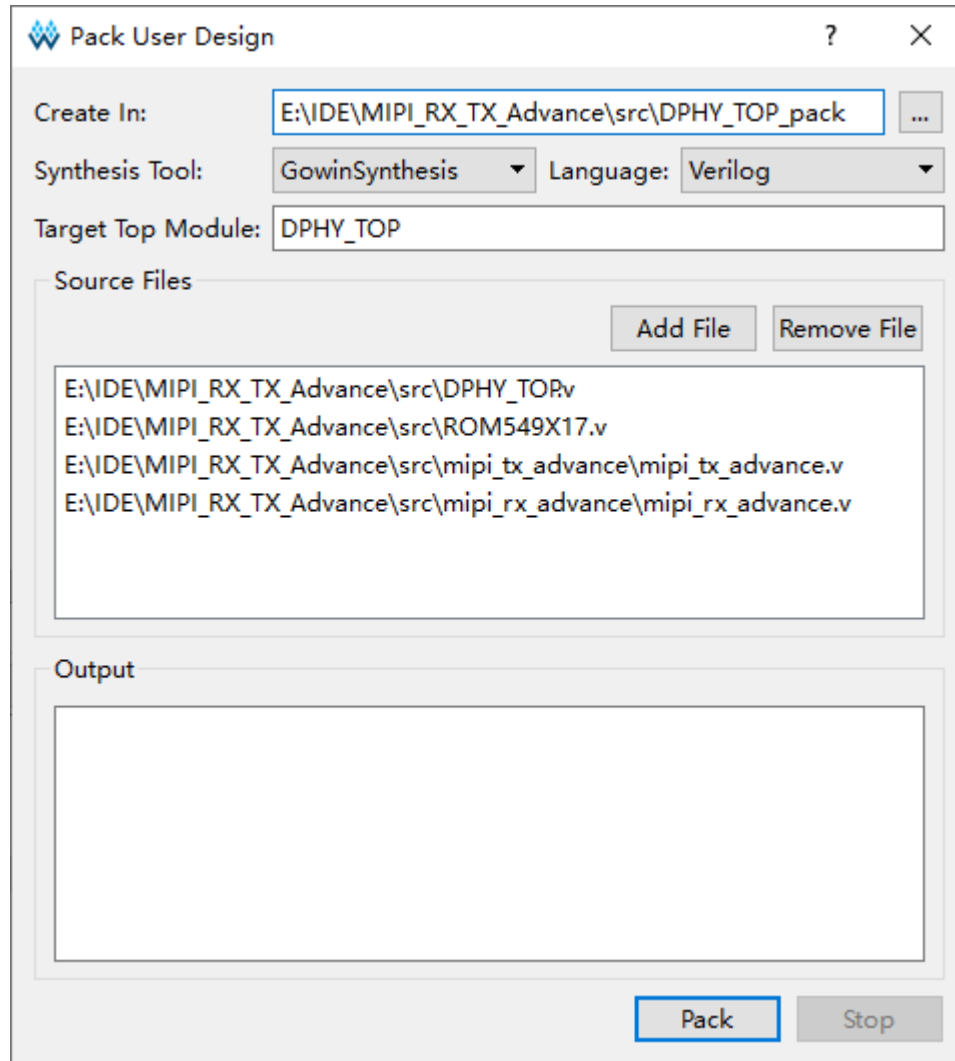 Pack User Design ?
Create In: E:\IDE\MIPI_RX_TX_Advance\src\DPHY_TOP_pack ...
Synthesis Tool: GowinSynthesis Language: Verilog
Target Top Module: DPHY_TOP
Source Files
Add File Remove File
E:\IDE\MIPI_RX_TX_Advance\src\DPHY_TOP.v
E:\IDE\MIPI_RX_TX_Advance\src\ROM549X17.v
E:\IDE\MIPI_RX_TX_Advance\src\mipi_tx_advance\mipi_tx_advance.v
E:\IDE\MIPI_RX_TX_Advance\src\mipi_rx_advance\mipi_rx_advance.v
Output
Pack Stop